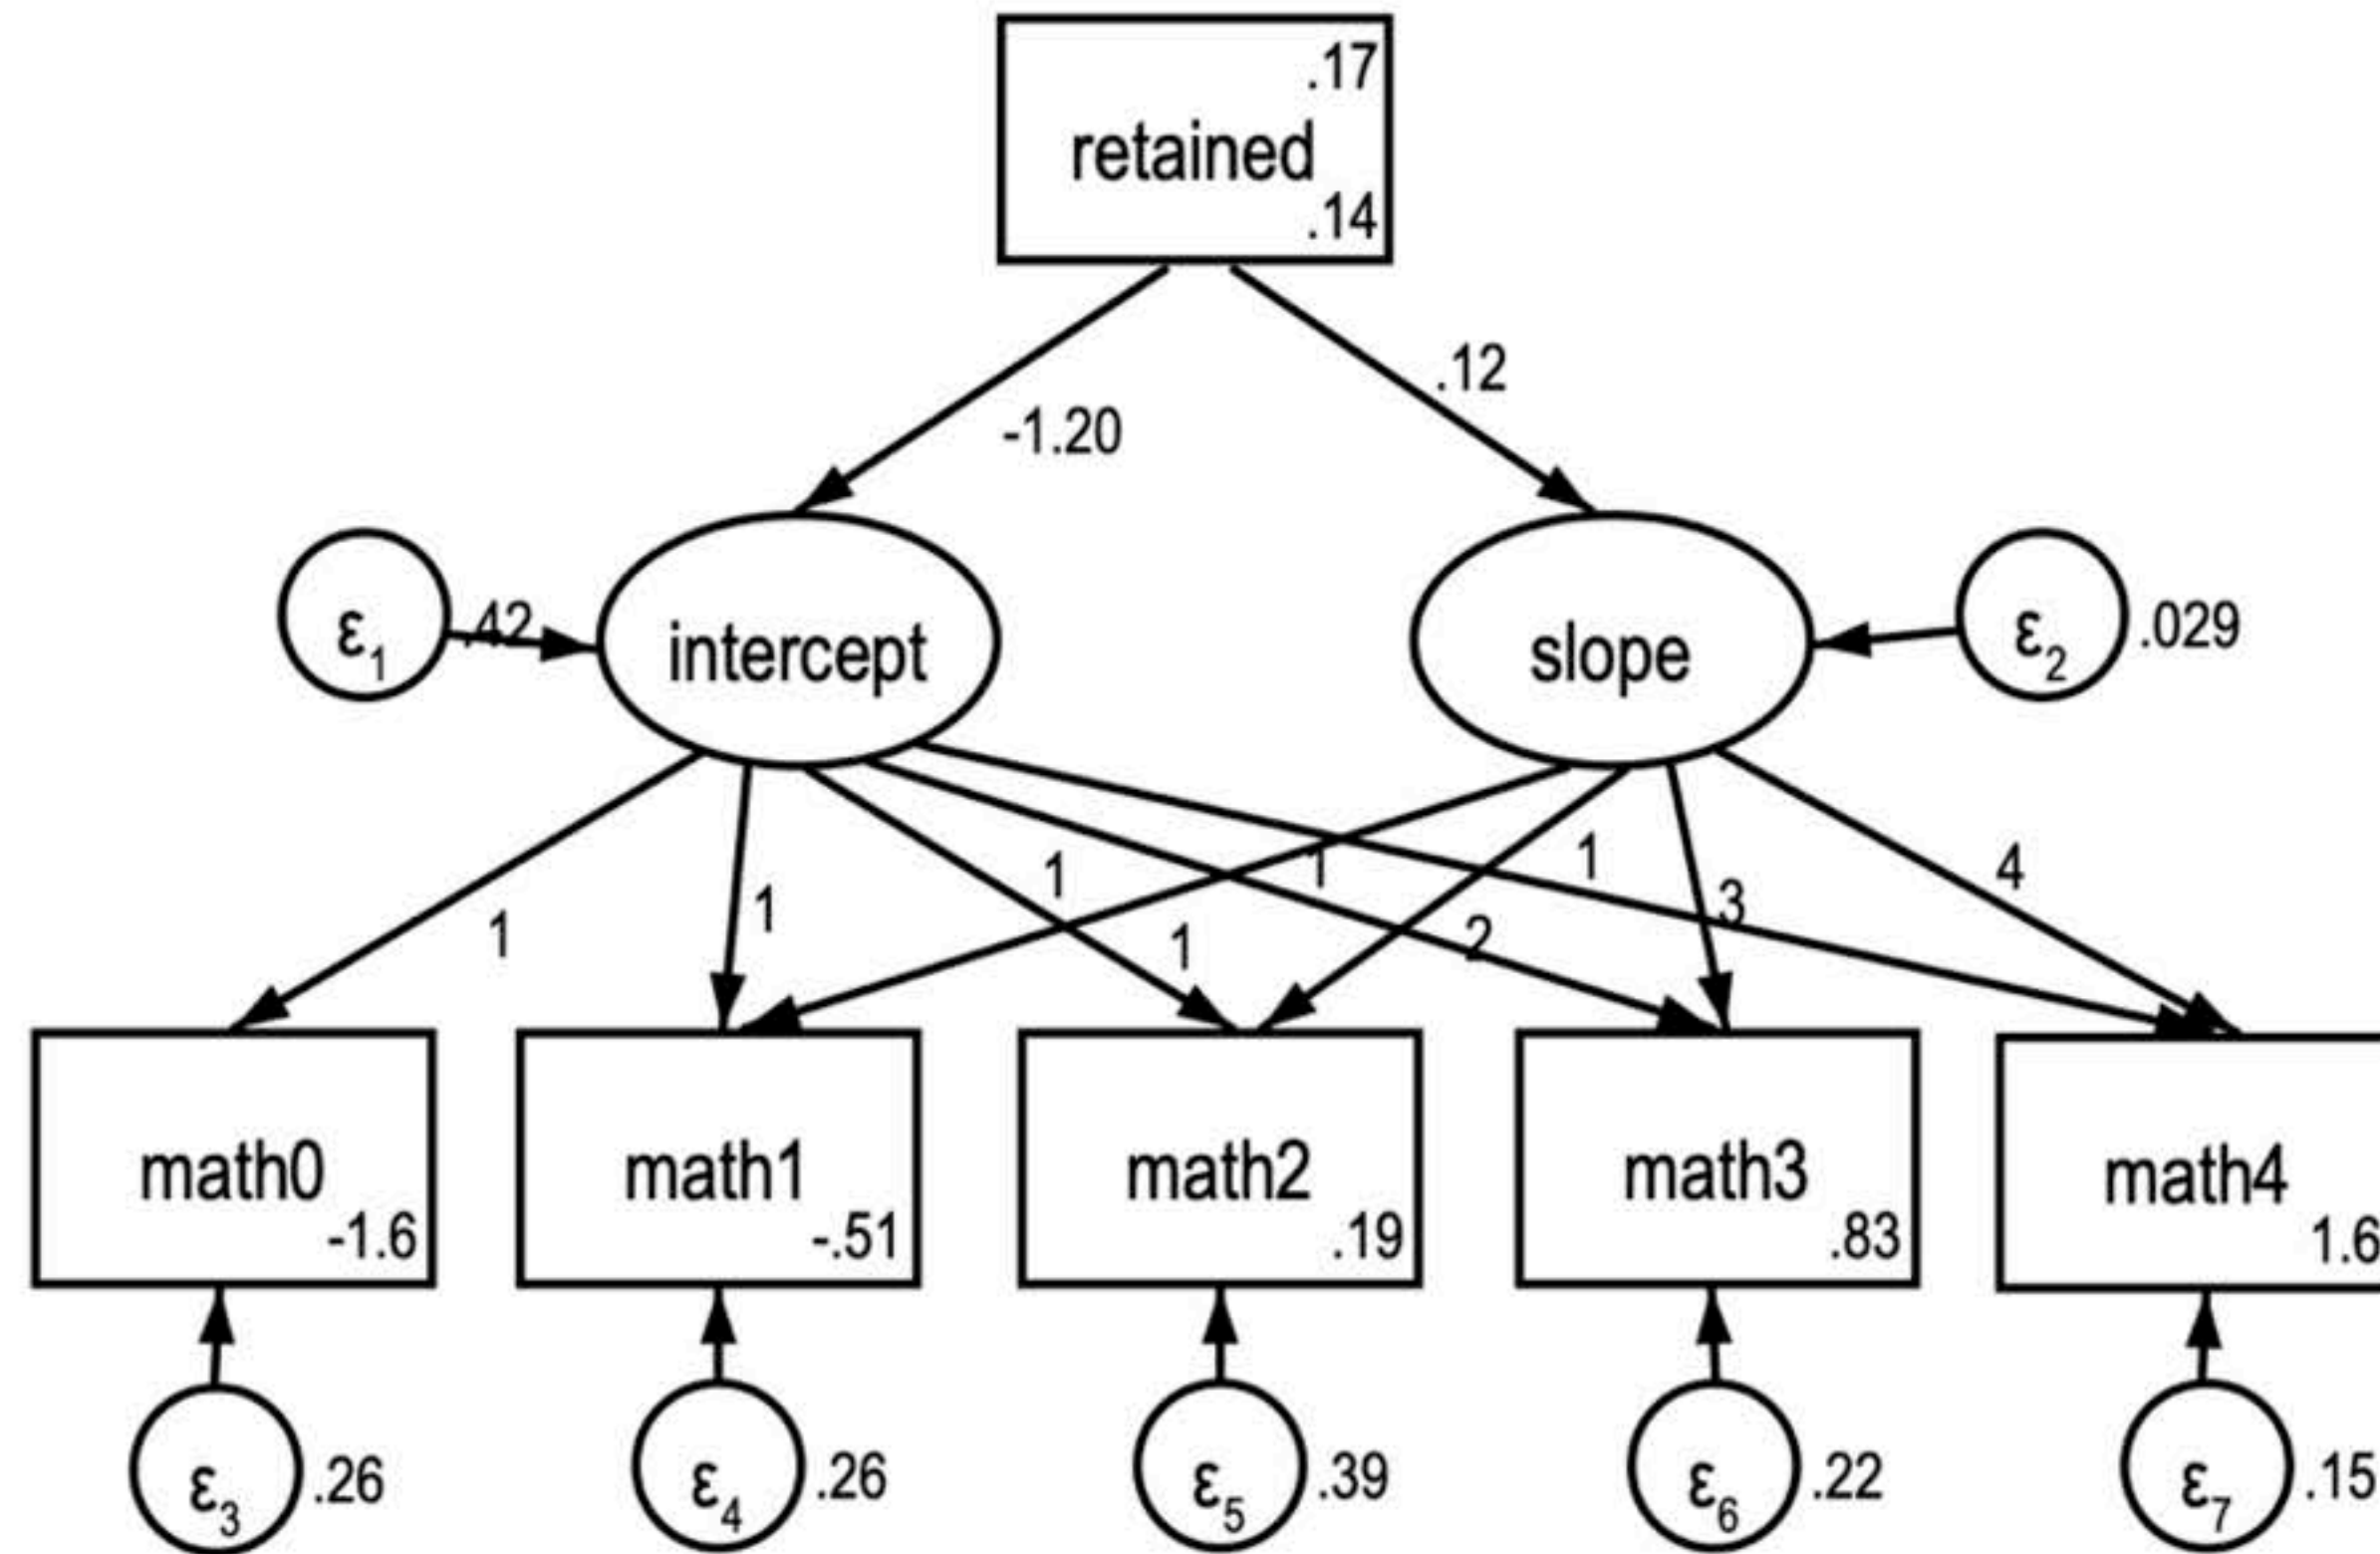 .17
retained
.14
-1.20
.12
ε1
.42
intercept
slope
ε2
.029
1
1
1
1
1
1
2
3
4
math0
-1.6
math1
-.51
math2
.19
math3
.83
math4
1.6
ε3
.26
ε4
.26
ε5
.39
ε6
.22
ε7
.15